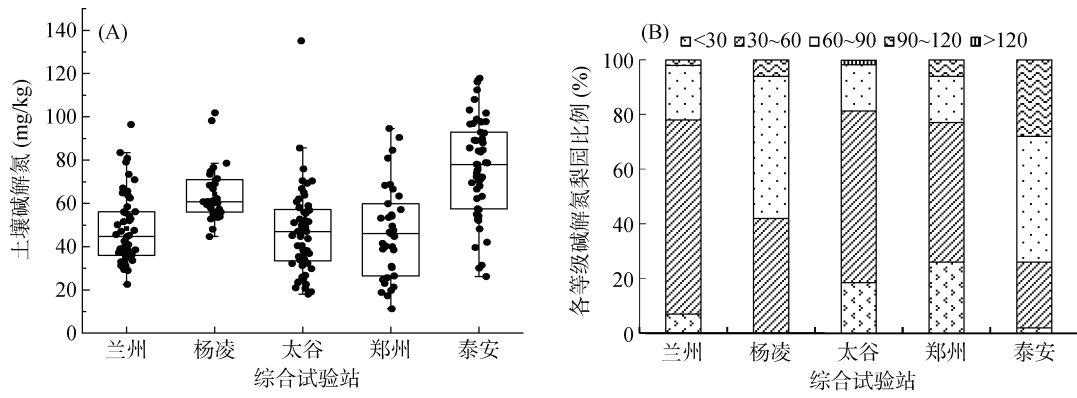 (A)
土壤碱解氮 (mg/kg)
140
120
100
80
60
40
20
0
兰州 杨凌 太谷 郑州 泰安
综合试验站
(B)
<30 30~60 60~90 90~120 >120
各等级碱解氮梨园比例 (%)
100
80
60
40
20
0
兰州 杨凌 太谷 郑州 泰安
综合试验站